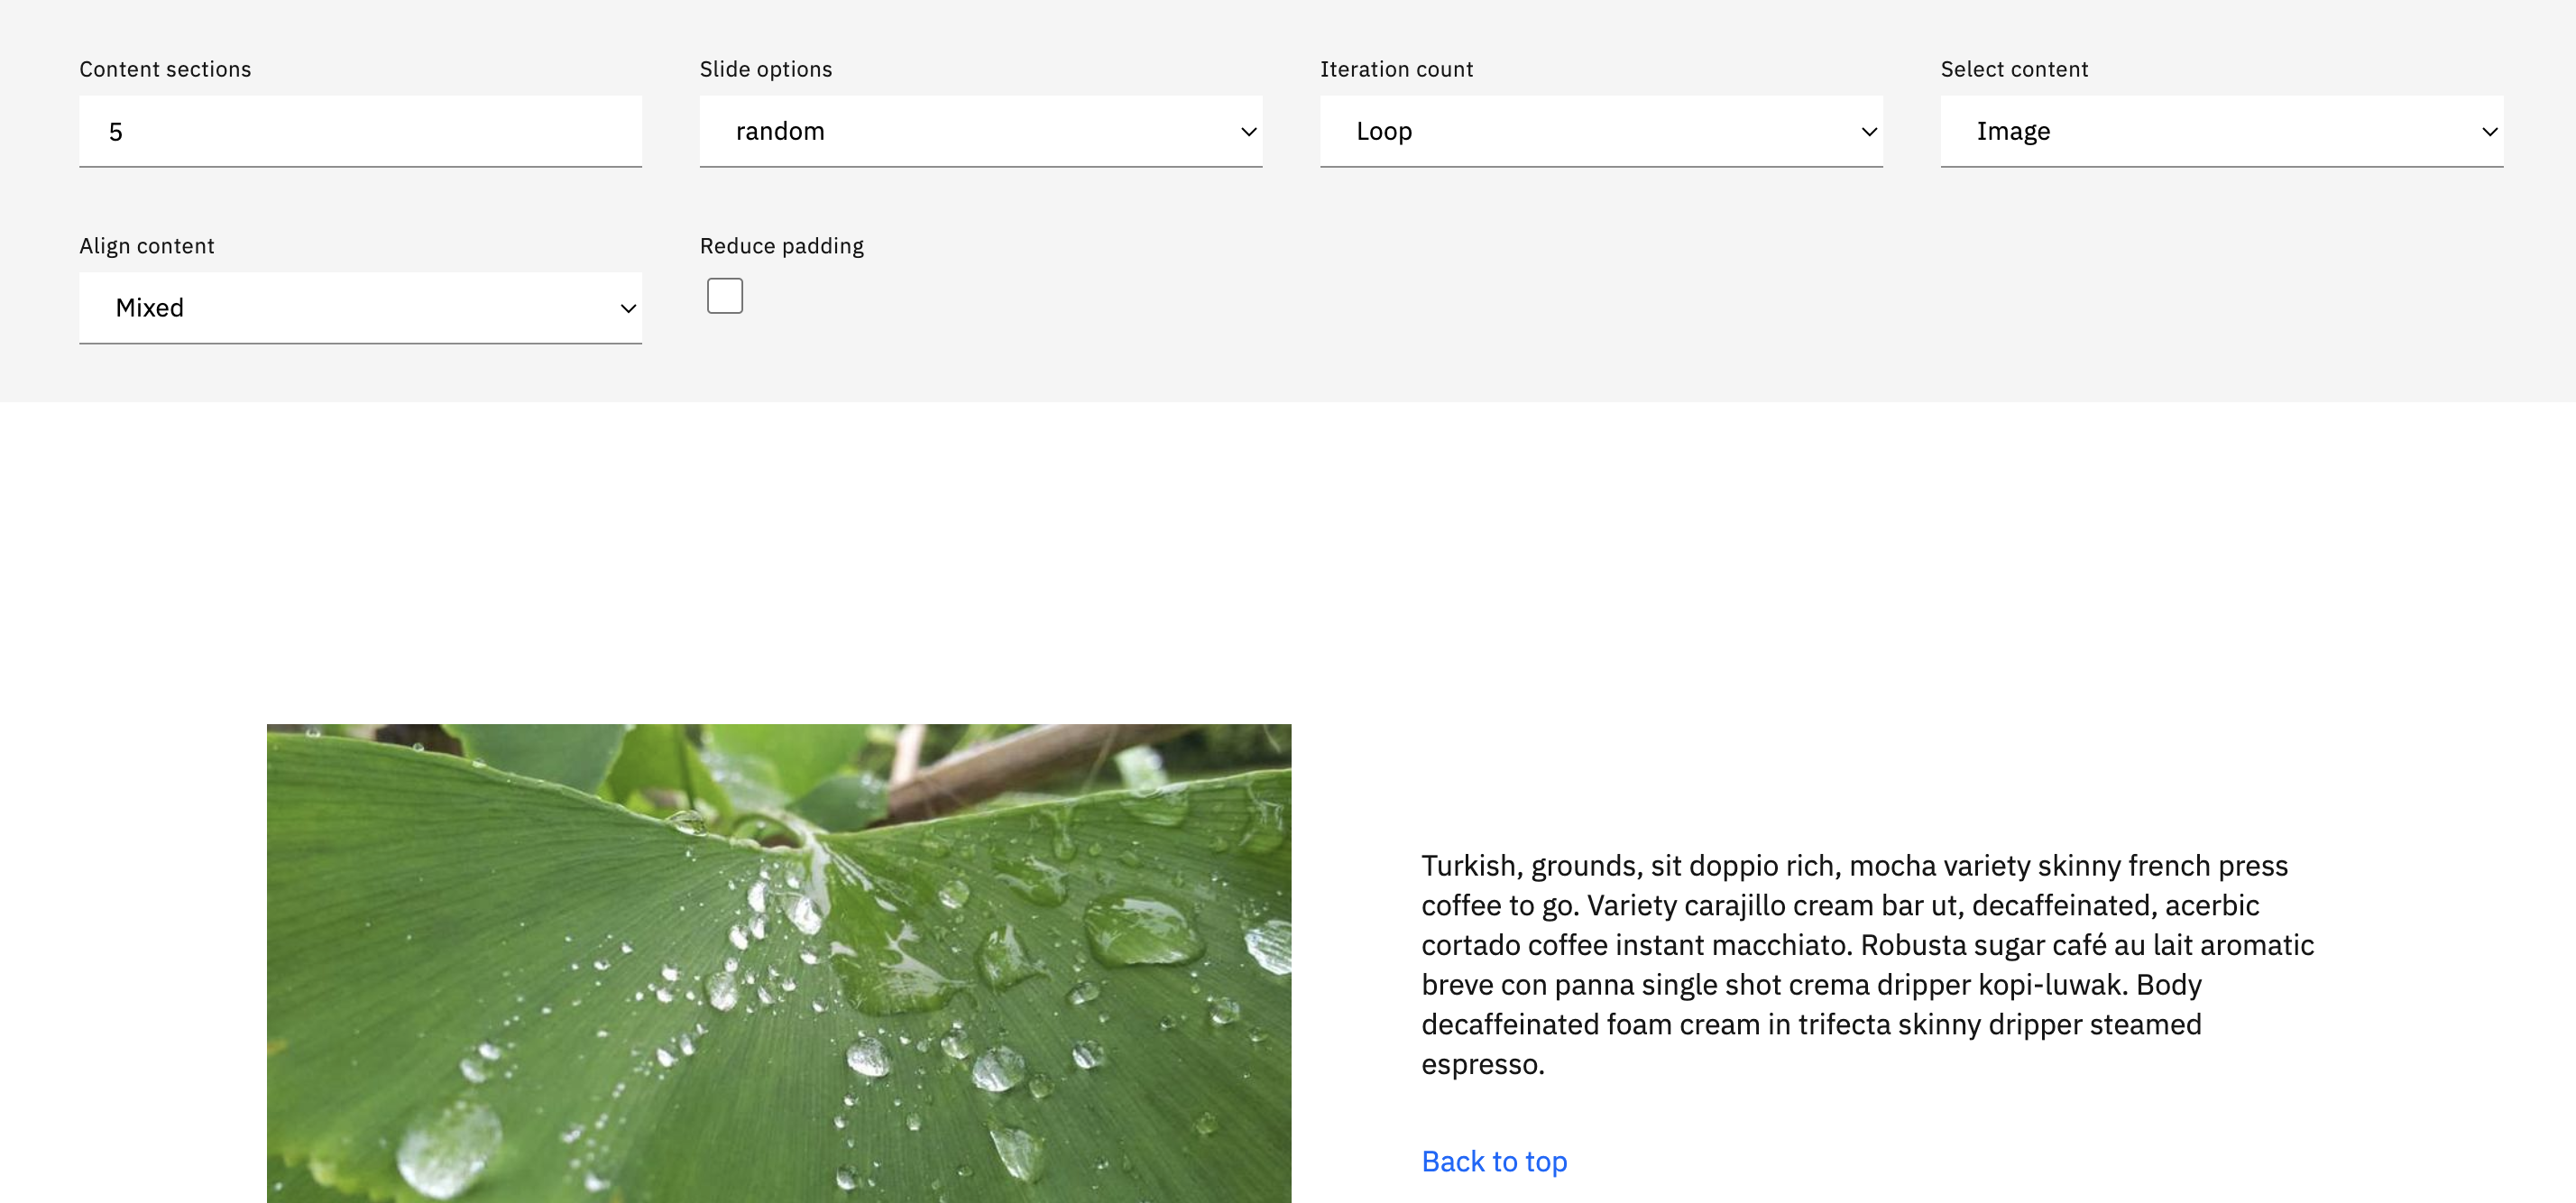 Content sections
Slide options
Iteration count
Select content
5
random
Loop
Image
Align content
Reduce padding
Mixed
Turkish, grounds, sit doppio rich, mocha variety skinny french press
coffee to go. Variety carajillo cream bar ut, decaffeinated, acerbic
cortado coffee instant macchiato. Robusta sugar café au lait aromatic
breve con panna single shot crema dripper kopi-luwak. Body
decaffeinated foam cream in trifecta skinny dripper steamed
espresso.
Back to top